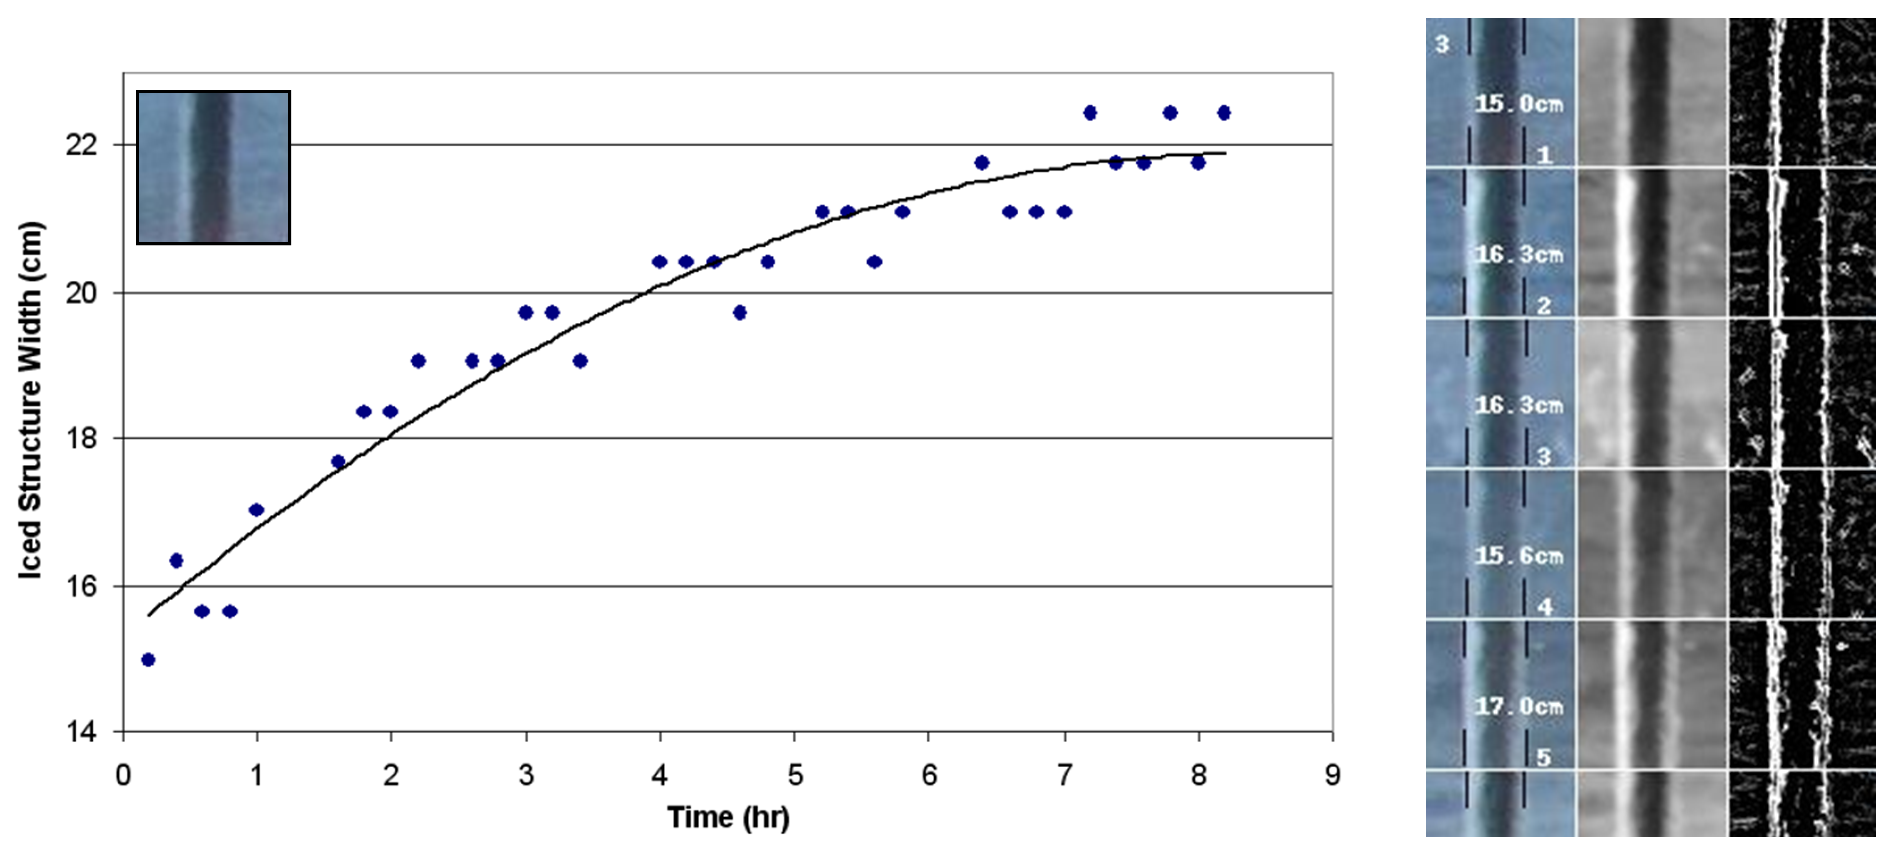 Iced Structure Width (cm)
22
20
18
16
14
0 1 2 3 4 5 6 7 8 9
Time (hr)
3
15.0cm
1
16.3cm
2
16.3cm
3
15.6cm
4
17.0cm
5